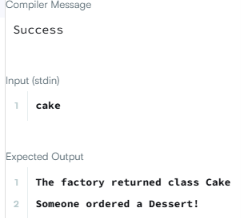 Compiler Message
Success
Input (stdin)
1 cake
Expected Output
1 The factory returned class Cake
2 Someone ordered a Dessert!